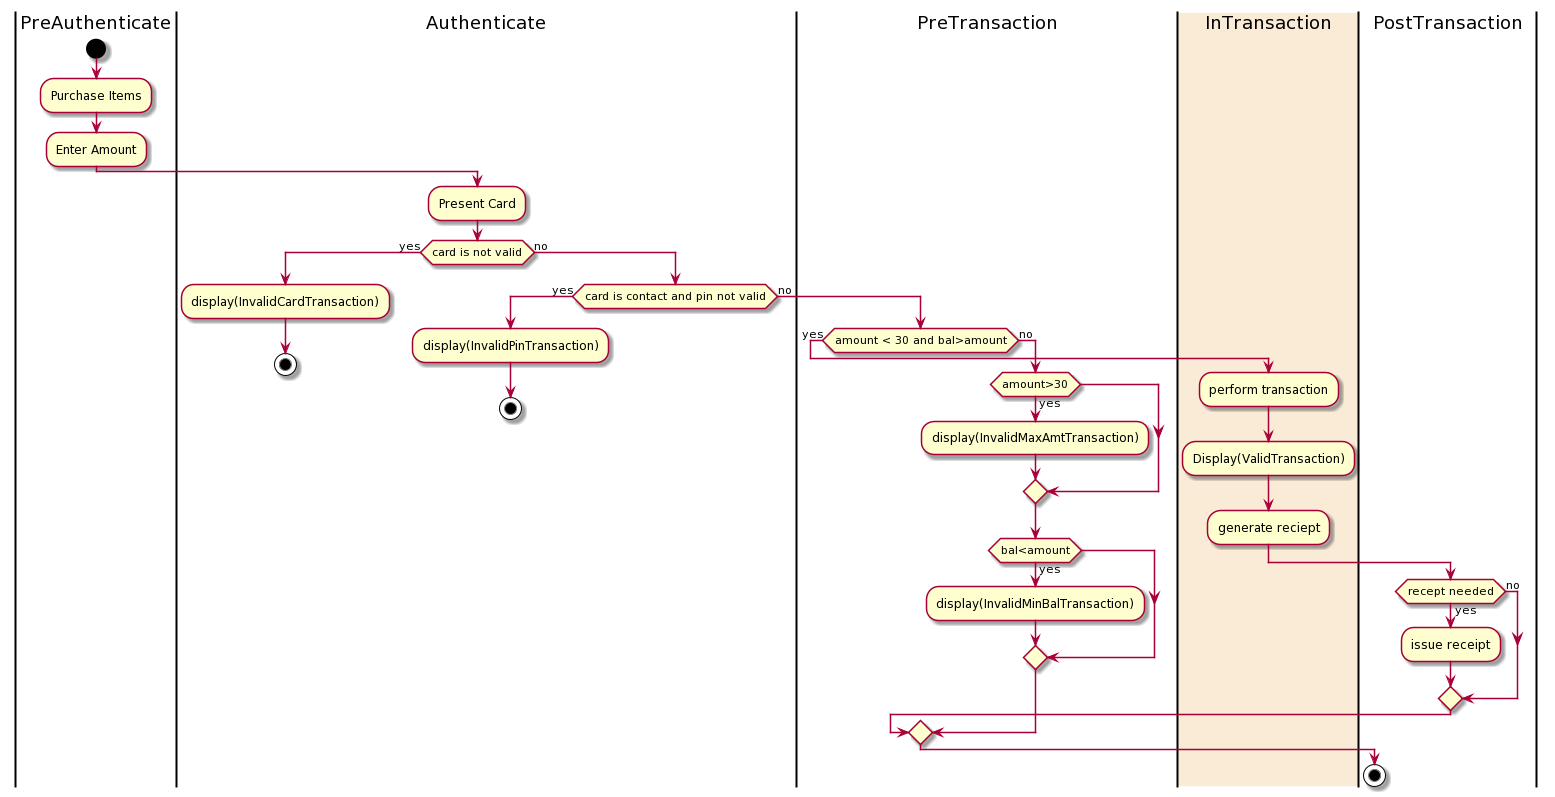 PreAuthenticate
Authenticate
PreTransaction
InTransaction
PostTransaction
Purchase Items
Enter Amount
Present Card
yes
card is not valid
no
display(InvalidCardTransaction)
yes
card is contact and pin not valid
no
display(InvalidPinTransaction)
yes
amount < 30 and bal>amount
no
amount>30
yes
display(InvalidMaxAmtTransaction)
bal<amount
yes
display(InvalidMinBalTransaction)
perform transaction
Display(ValidTransaction)
generate reciept
recept needed
no
yes
issue receipt